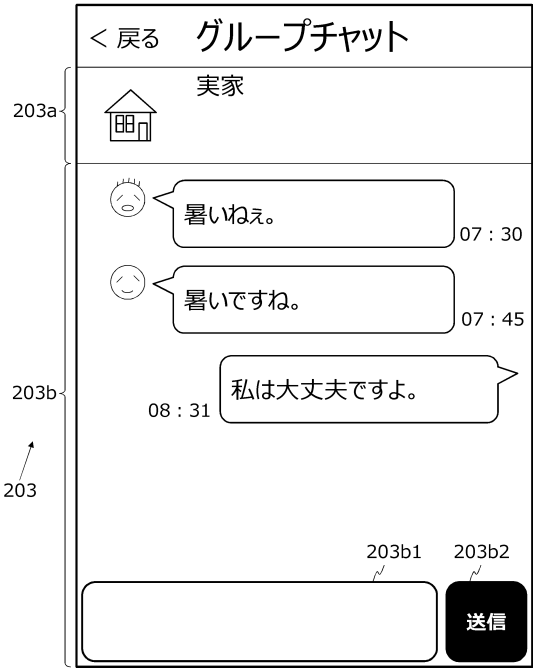 < 戻る グループチャット
実家
203a
暑いねぇ。
07：30
暑いですね。
07：45
私は大丈夫ですよ。
08：31
203b
203
203b1 203b2
送信